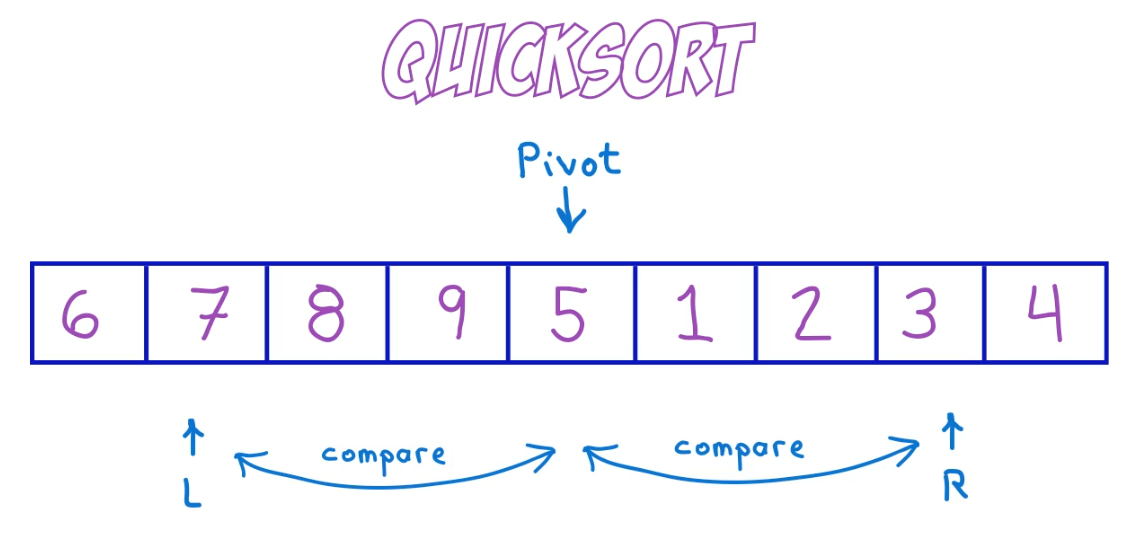 QUICKSORT
Pivot
6 7 8 9 5 1 2 3 4
compare compare
L R